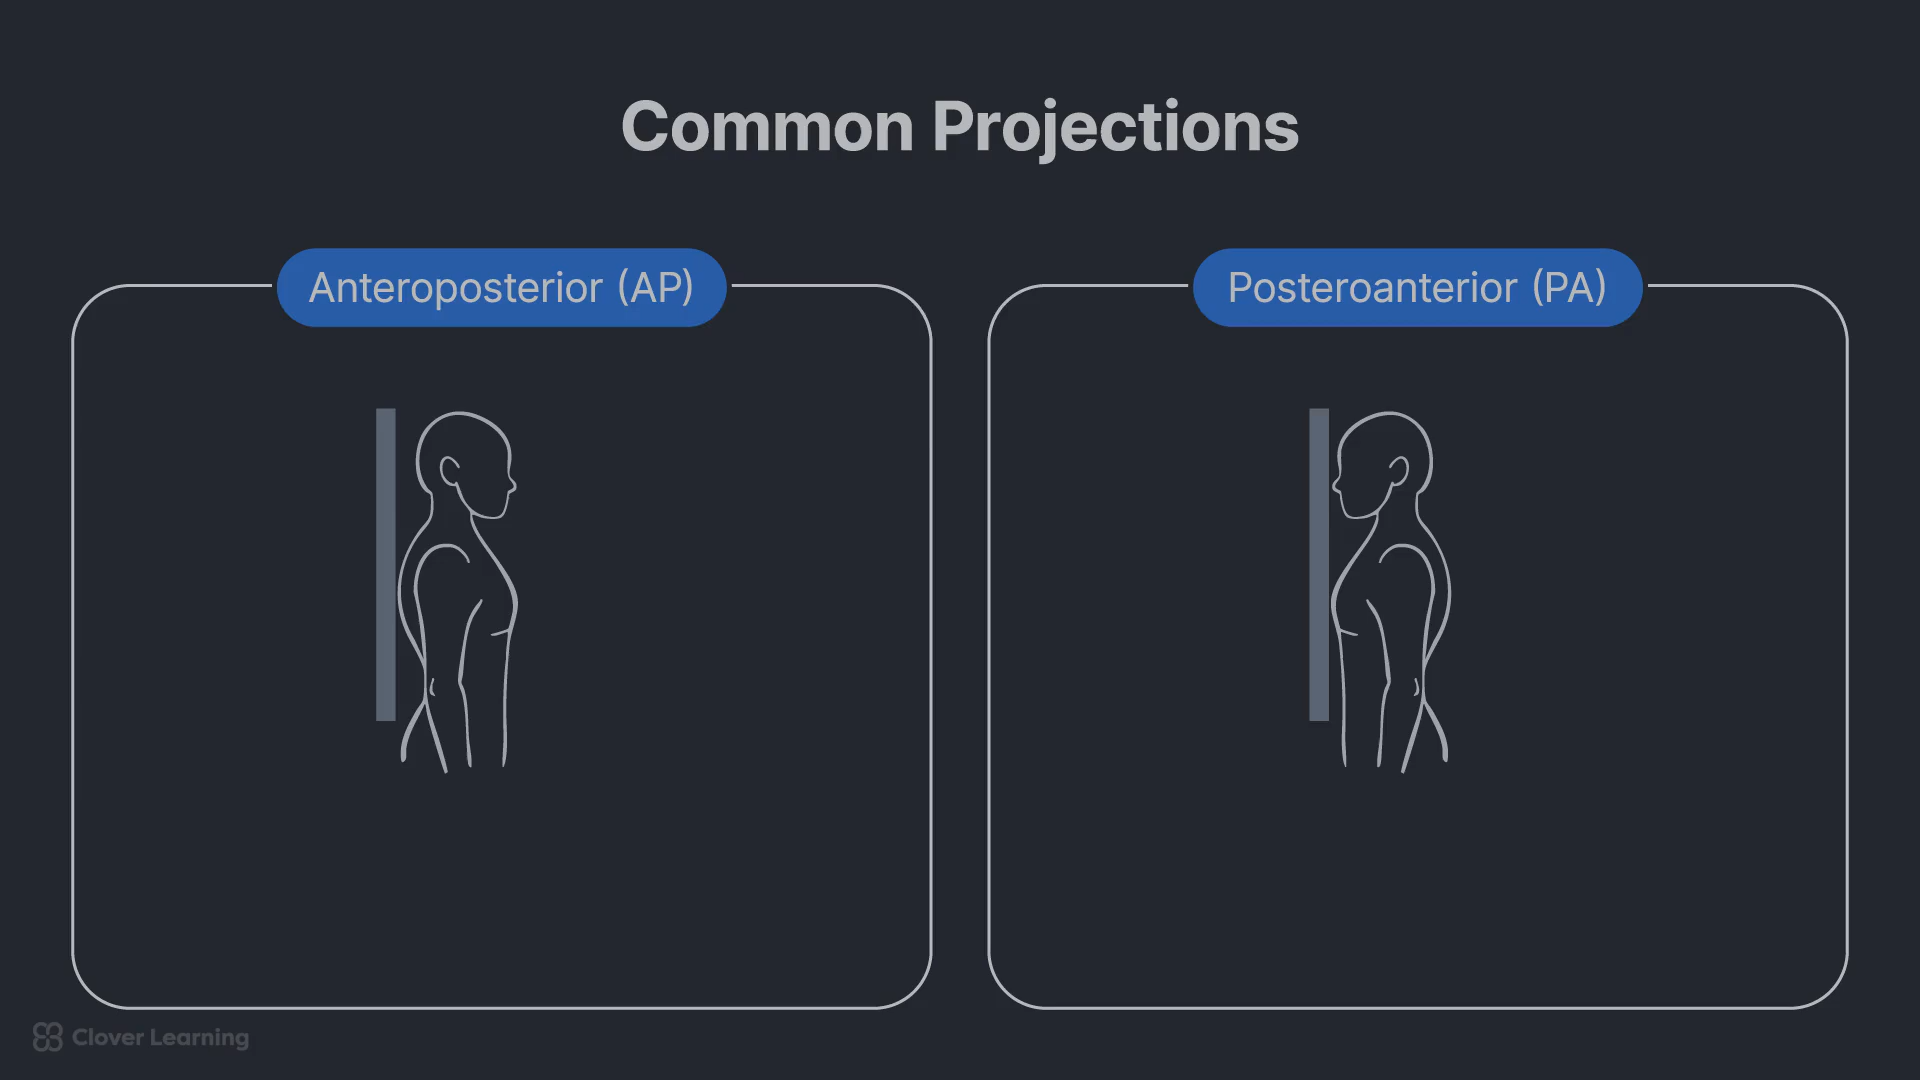 Common Projections
Anteroposterior (AP)
Posteroanterior (PA)
Clover Learning